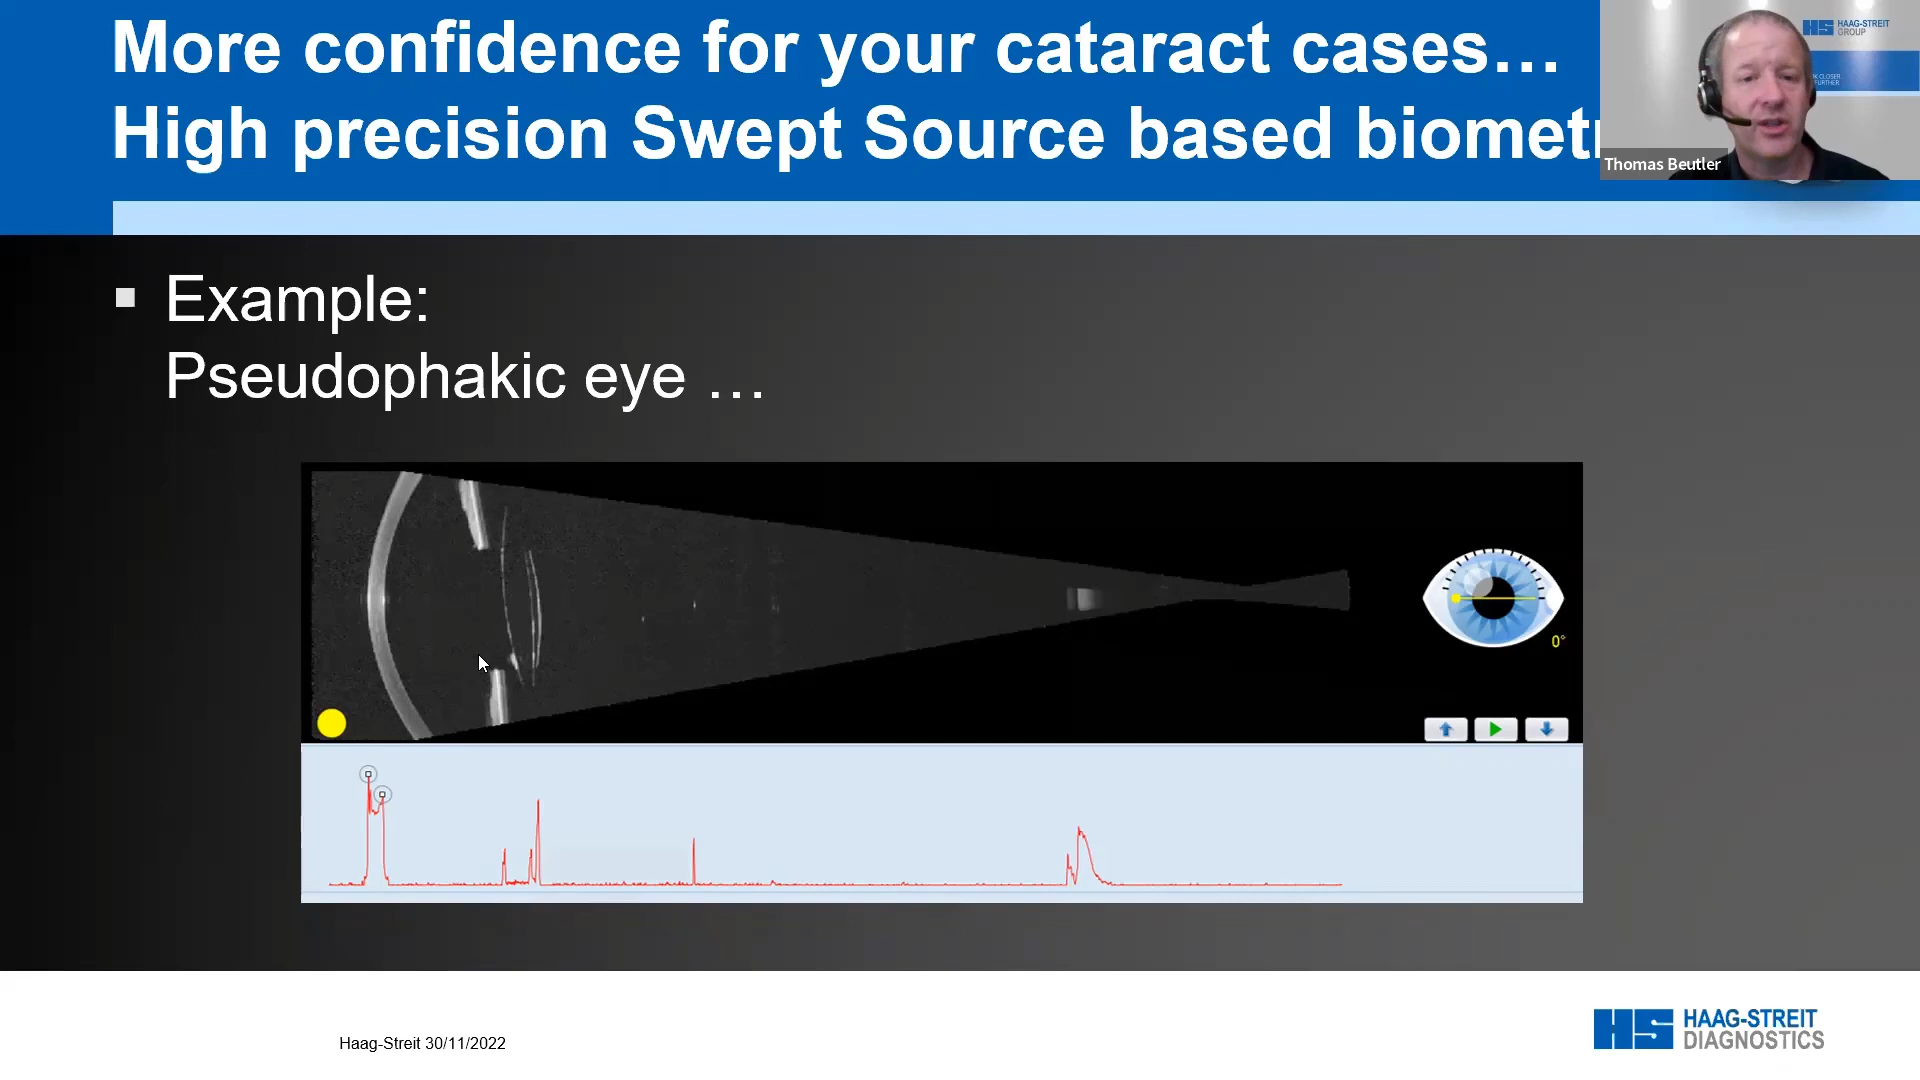 More confidence for your cataract cases…
High precision Swept Source based biomet
HAAG-STREIT
GROUP
Thomas Beutler
Example:
Pseudophakic eye …
0°
Haag-Streit 30/11/2022
HS HAAG-STREIT
DIAGNOSTICS